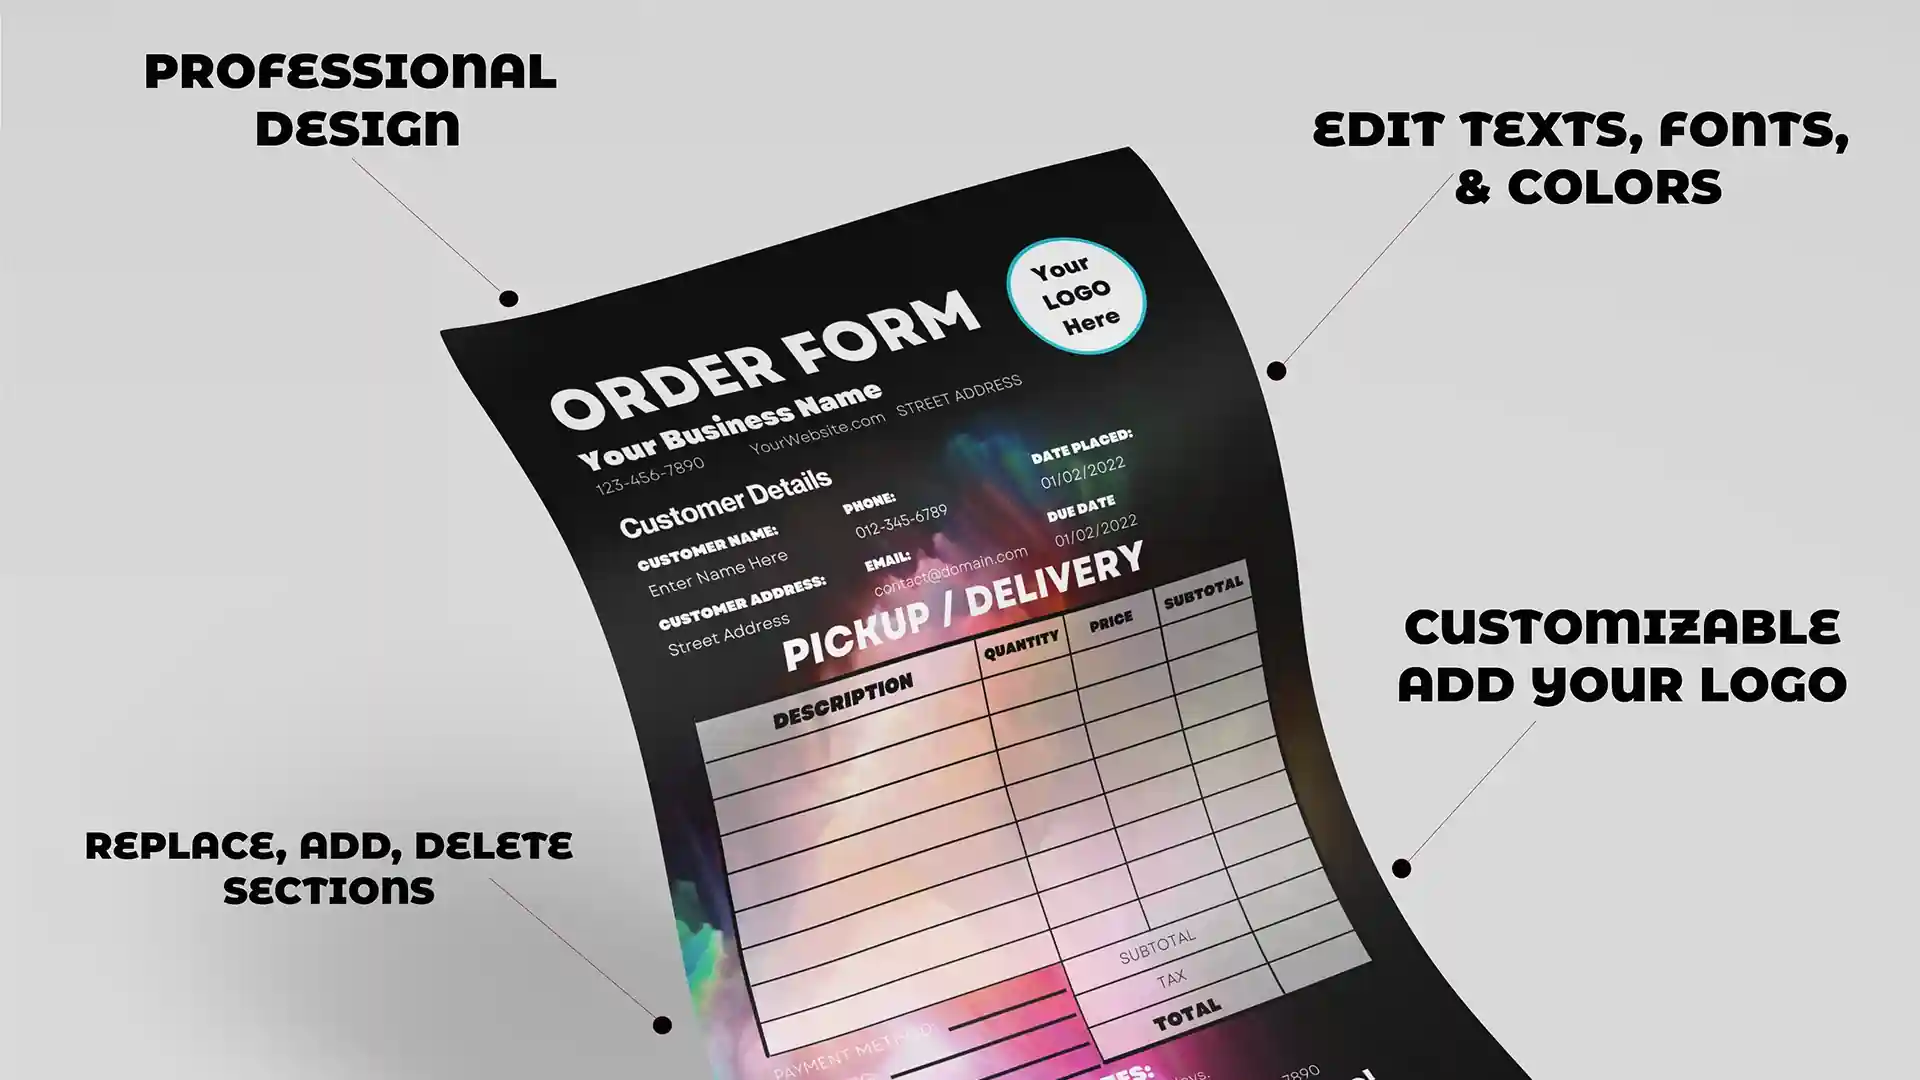 PROFESSIONAL
DESIGN
EDIT TEXTS, FONTS,
& COLORS
Your
LOGO
Here
ORDER FORM
Your Business Name
123-456-7890
YourWebsite.com
STREET ADDRESS
Customer Details
CUSTOMER NAME:
Enter Name Here
CUSTOMER ADDRESS:
Street Address
PHONE:
012-345-6789
EMAIL:
contact@domain.com
DATE PLACED:
01/02/2022
DUE DATE
01/02/2022
PICKUP / DELIVERY
DESCRIPTION
QUANTITY
PRICE
SUBTOTAL
SUBTOTAL
TAX
TOTAL
PAYMENT METHOD:
CUSTOMIZABLE
ADD YOUR LOGO
REPLACE, ADD, DELETE
SECTIONS